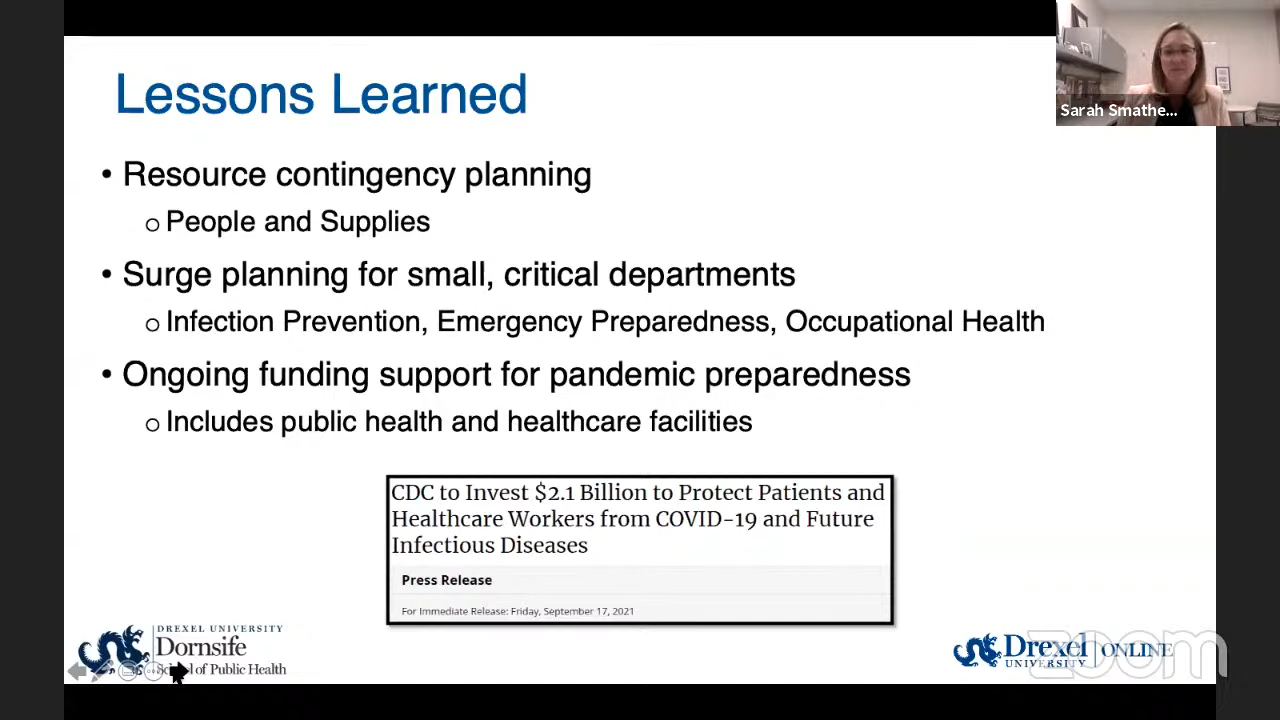 Lessons Learned
Sarah Smathe...
• Resource contingency planning
o People and Supplies
• Surge planning for small, critical departments
o Infection Prevention, Emergency Preparedness, Occupational Health
• Ongoing funding support for pandemic preparedness
o Includes public health and healthcare facilities
CDC to Invest $2.1 Billion to Protect Patients and
Healthcare Workers from COVID-19 and Future
Infectious Diseases
Press Release
For Immediate Release: Friday, September 17, 2021
DREXEL UNIVERSITY
Dornsife
School of Public Health
Drexel
UNIVERSITY
ONLINE
zoom